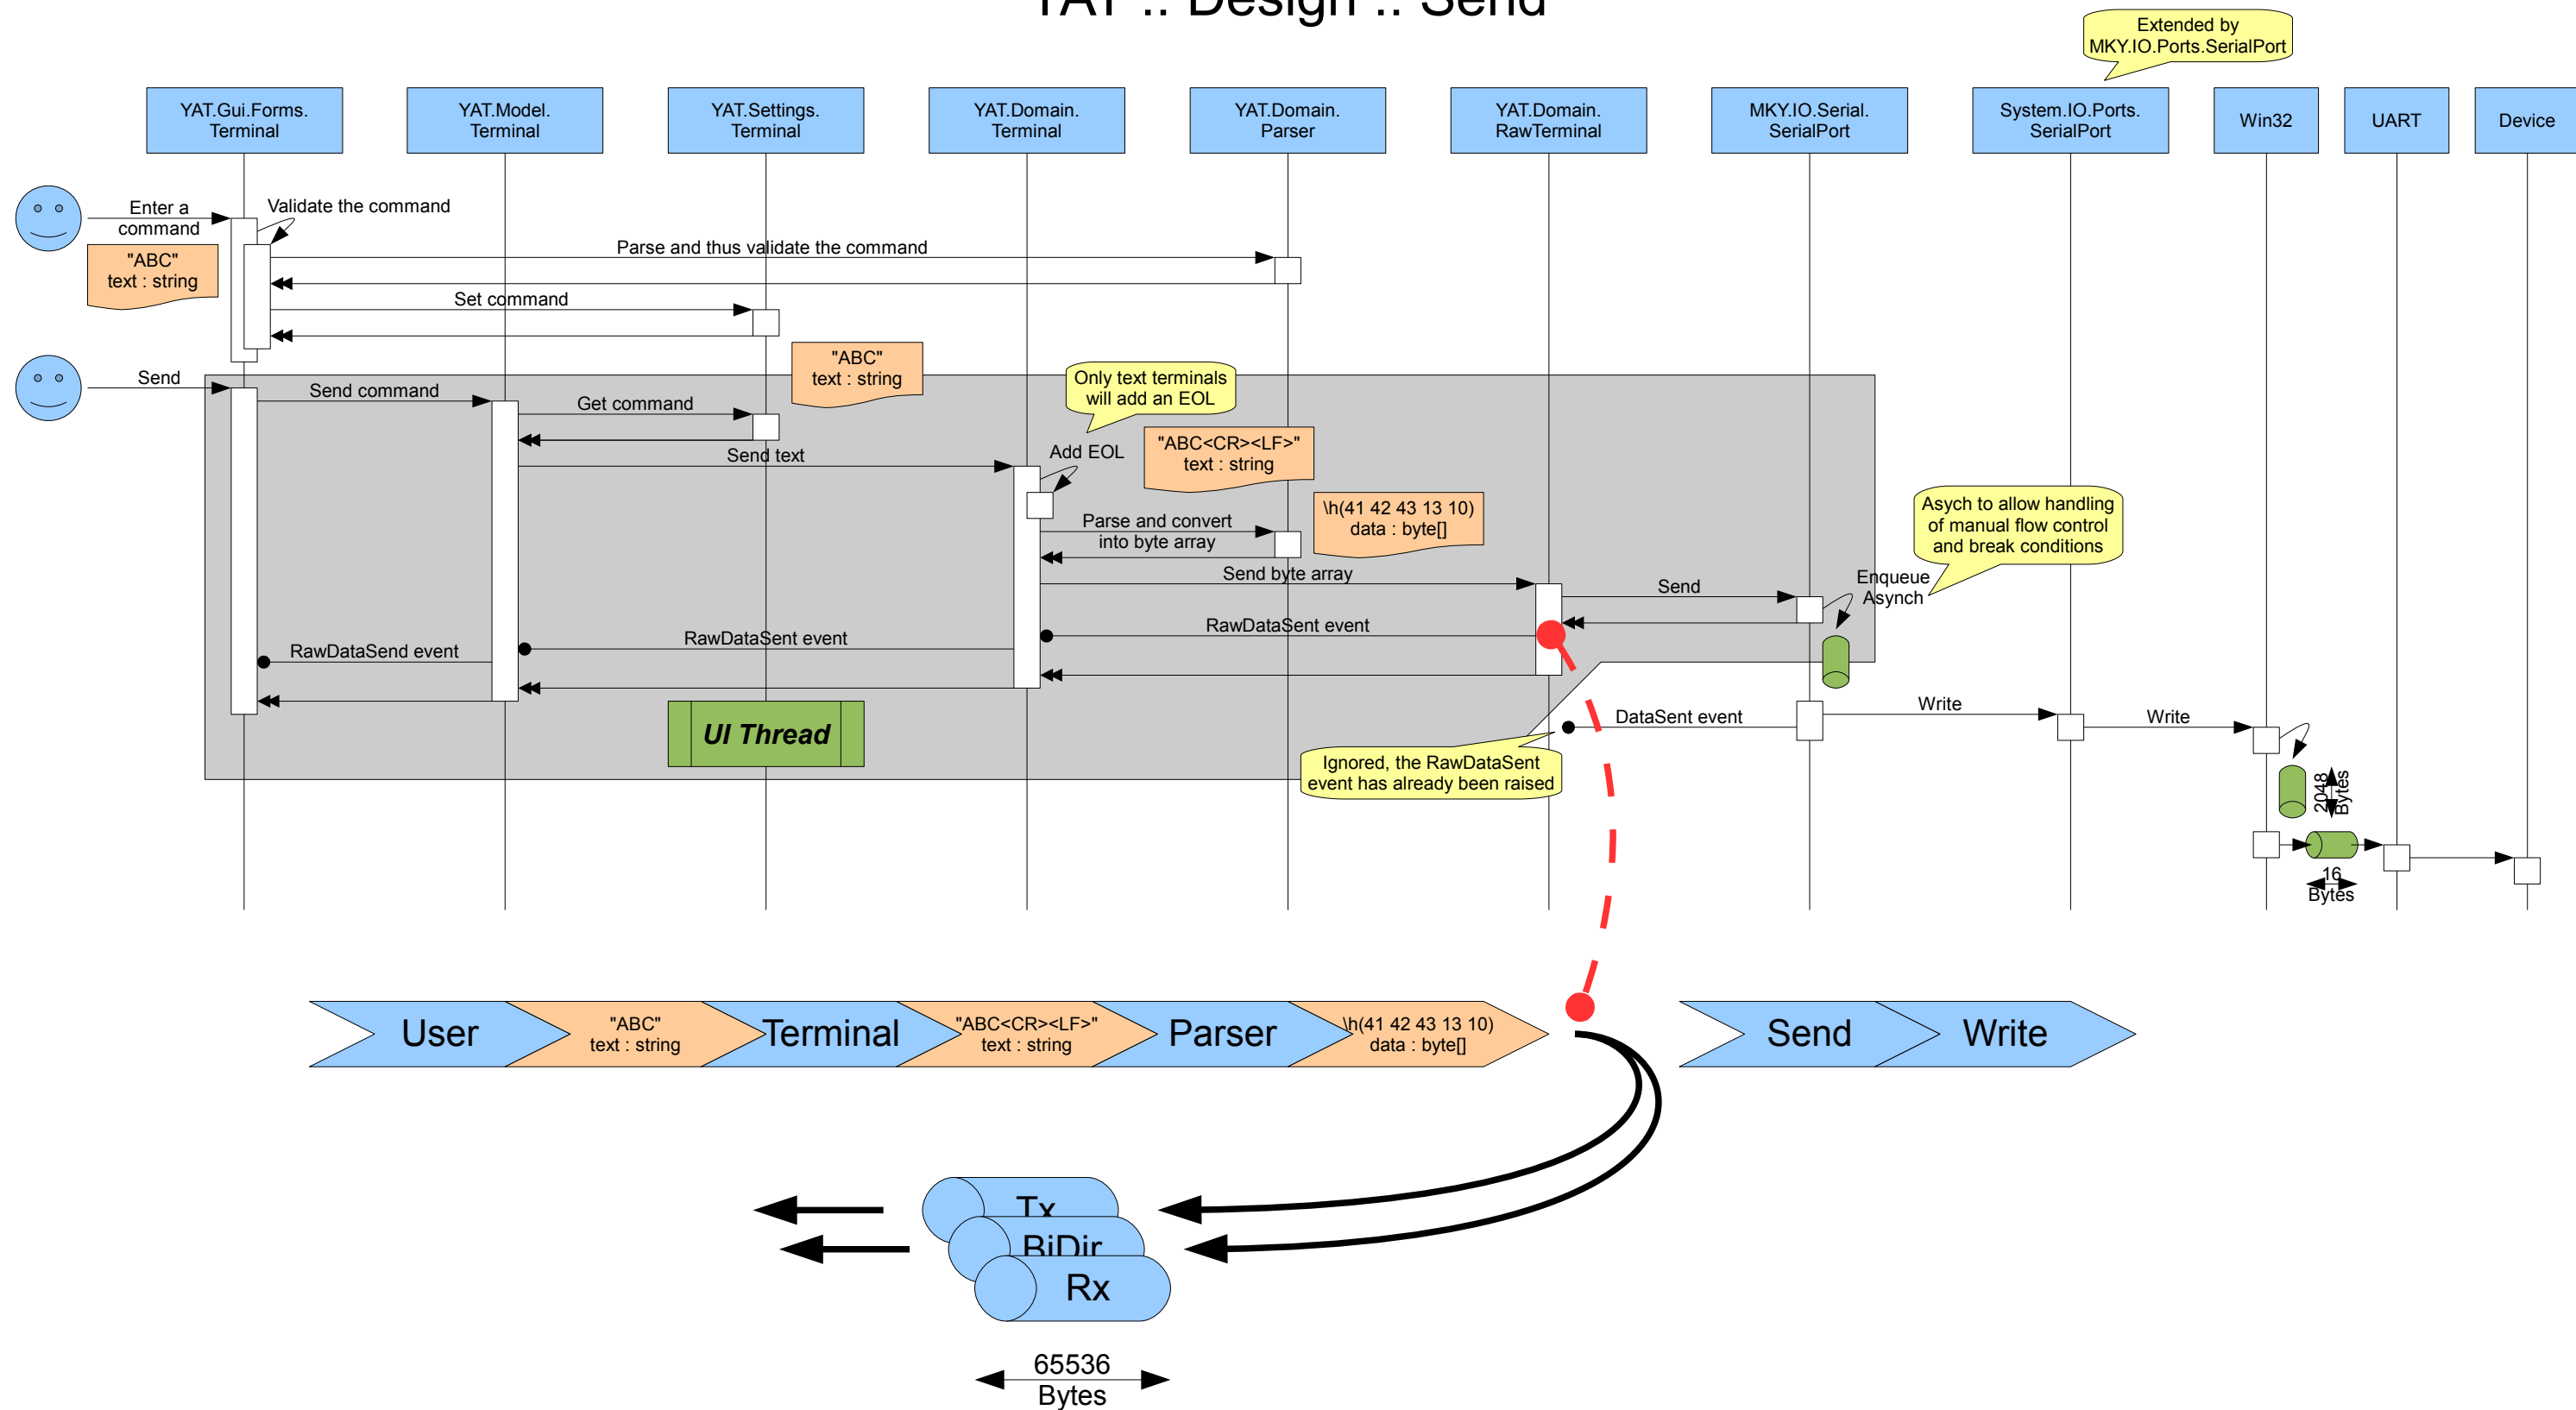 YAT :: Design :: Send
Extended by
MKY.IO.Ports.SerialPort
YAT.Gui.Forms.
Terminal
YAT.Model.
Terminal
YAT.Settings.
Terminal
YAT.Domain.
Terminal
YAT.Domain.
Parser
YAT.Domain.
RawTerminal
MKY.IO.Serial.
SerialPort
System.IO.Ports.
SerialPort
Win32
UART
Device
Enter a
command
Validate the command
"ABC"
text : string
Parse and thus validate the command
Set command
"ABC"
text : string
Send
Send command
Get command
Only text terminals
will add an EOL
Send text
Add EOL
"ABC<CR><LF>"
text : string
\h(41 42 43 13 10)
data : byte[]
Parse and convert
into byte array
Asych to allow handling
of manual flow control
and break conditions
Send byte array
Send
Enqueue
Asynch
RawDataSent event
RawDataSent event
RawDataSend event
UI Thread
DataSent event
Write
Write
Ignored, the RawDataSent
event has already been raised
2048
Bytes
16
Bytes
User
"ABC"
text : string
Terminal
"ABC<CR><LF>"
text : string
Parser
\h(41 42 43 13 10)
data : byte[]
Send
Write
Tx
BiDir
Rx
65536
Bytes